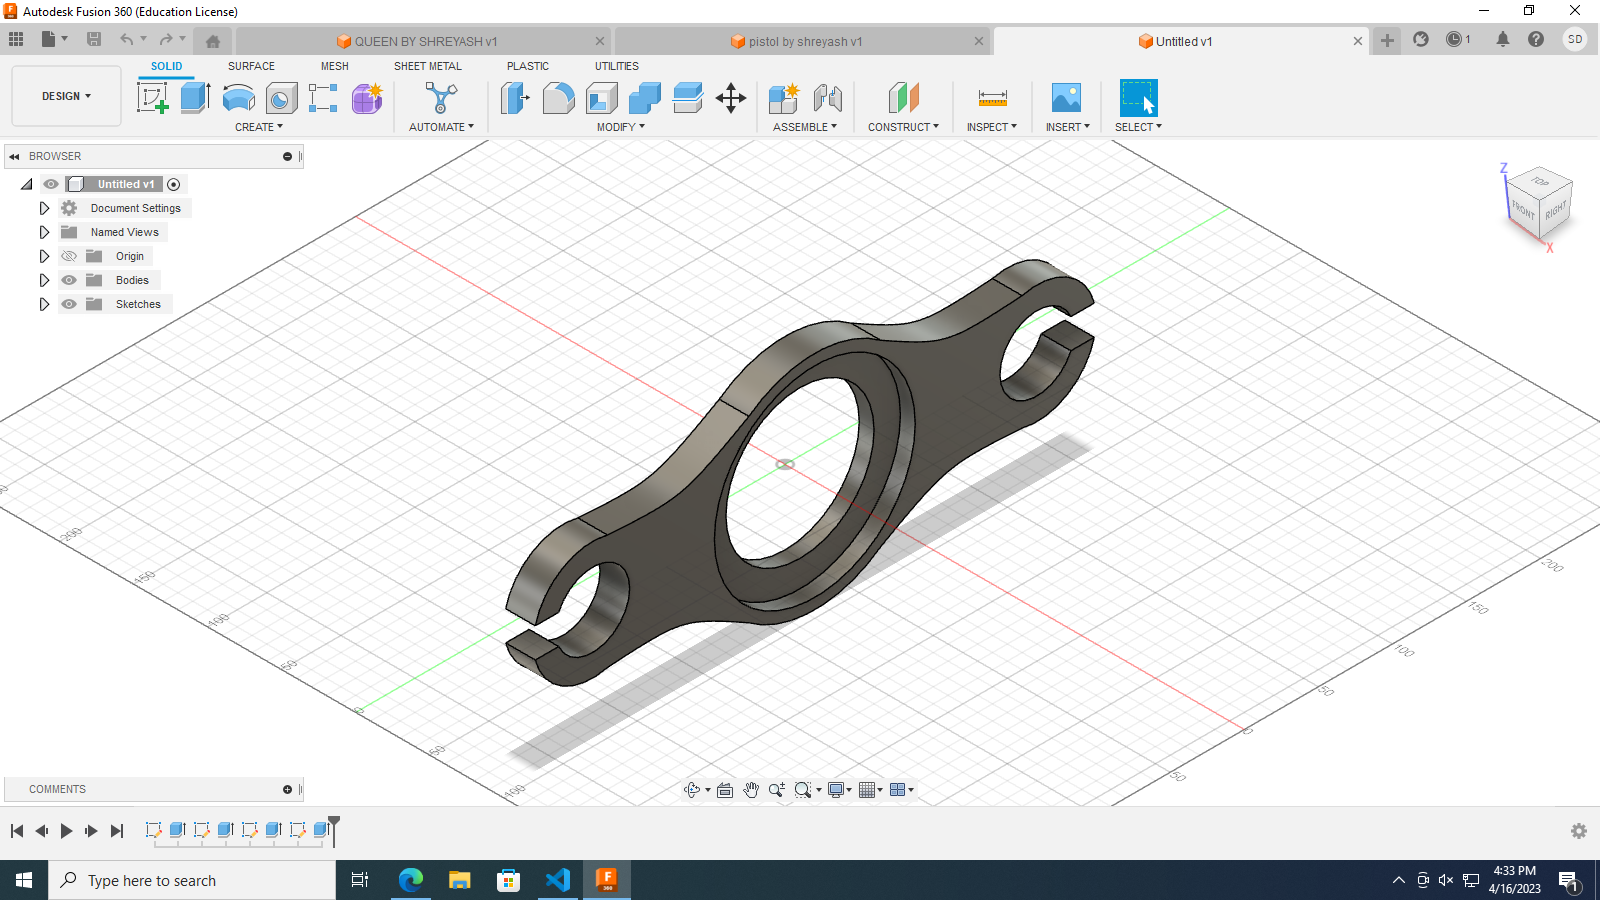 Autodesk Fusion 360 (Education License)
QUEEN BY SHREYASH v1
pistol by shreyash v1
Untitled v1
1
SD
DESIGN
SOLID SURFACE MESH SHEET METAL PLASTIC UTILITIES
CREATE AUTOMATE MODIFY ASSEMBLE CONSTRUCT INSPECT INSERT SELECT
BROWSER
Untitled v1
Document Settings
Named Views
Origin
Bodies
Sketches
Z
TOP
FRONT RIGHT
X
200
150
100
50
0
50
100
200
150
100
50
0
50
COMMENTS
Type here to search
F
360
4:33 PM
4/16/2023
1